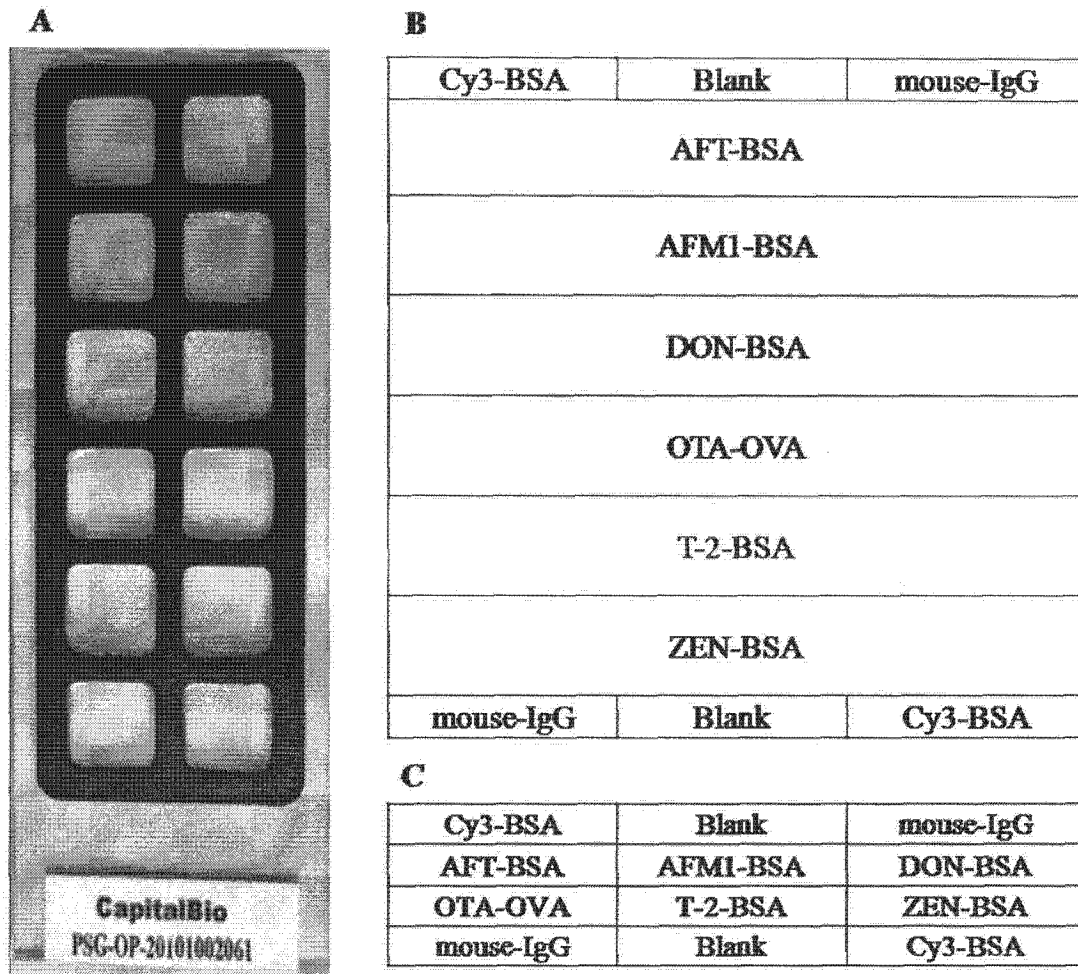 A
CapitalBio
PSG-OP-20101002061
B
Cy3-BSA Blank mouse-IgG
AFT-BSA
AFM1-BSA
DON-BSA
OTA-OVA
T-2-BSA
ZEN-BSA
mouse-IgG Blank Cy3-BSA
C
Cy3-BSA Blank mouse-IgG
AFT-BSA AFM1-BSA DON-BSA
OTA-OVA T-2-BSA ZEN-BSA
mouse-IgG Blank Cy3-BSA